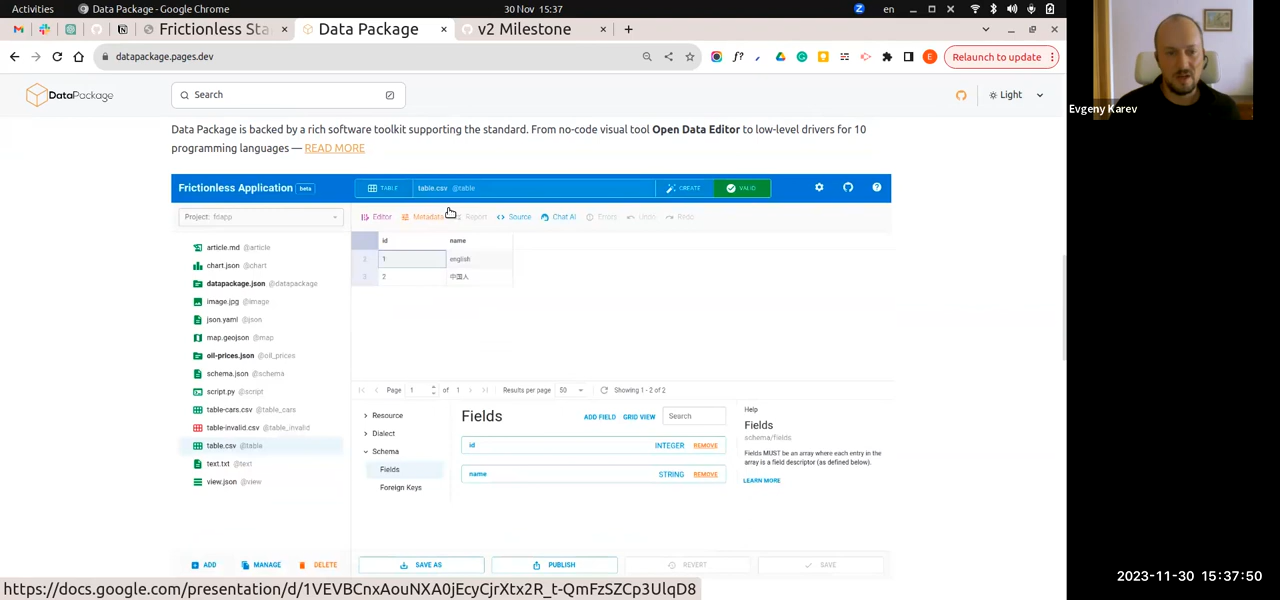 Activities
Data Package - Google Chrome
30 Nov 15:37
en
Frictionless Sta
Data Package
v2 Milestone
datapackage.pages.dev
Relaunch to update
DataPackage
Search
Light
Data Package is backed by a rich software toolkit supporting the standard. From no-code visual tool Open Data Editor to low-level drivers for 10
programming languages — READ MORE
Frictionless Application beta
TABLE
table.csv @table
CREATE
VALID
Project: fdapp
Editor
Metadata
Report
Source
Chat AI
Errors
Undo
Redo
id name
2 1 english
3 2 中国人
article.md @article
chart.json @chart
datapackage.json @datapackage
image.jpg @image
json.yaml @json
map.geojson @map
oil-prices.json @oil_prices
schema.json @schema
script.py @script
table-cars.csv @table_cars
table-invalid.csv @table_invalid
table.csv @table
text.txt @text
view.json @view
Page 1 of 1 Results per page 50 Showing 1 - 2 of 2
Resource
Dialect
Schema
Fields
Foreign Keys
Fields
ADD FIELD
GRID VIEW
Search
id INTEGER REMOVE
name STRING REMOVE
Help
Fields
schema/fields
Fields MUST be an array where each entry in the
array is a field descriptor (as defined below).
LEARN MORE
ADD
MANAGE
DELETE
SAVE AS
PUBLISH
REVERT
SAVE
https://docs.google.com/presentation/d/1VEVBCnxAouNXA0jEcyCjrXtx2R_t-QmFzSZCp3UlqD8
Evgeny Karev
2023-11-30 15:37:50